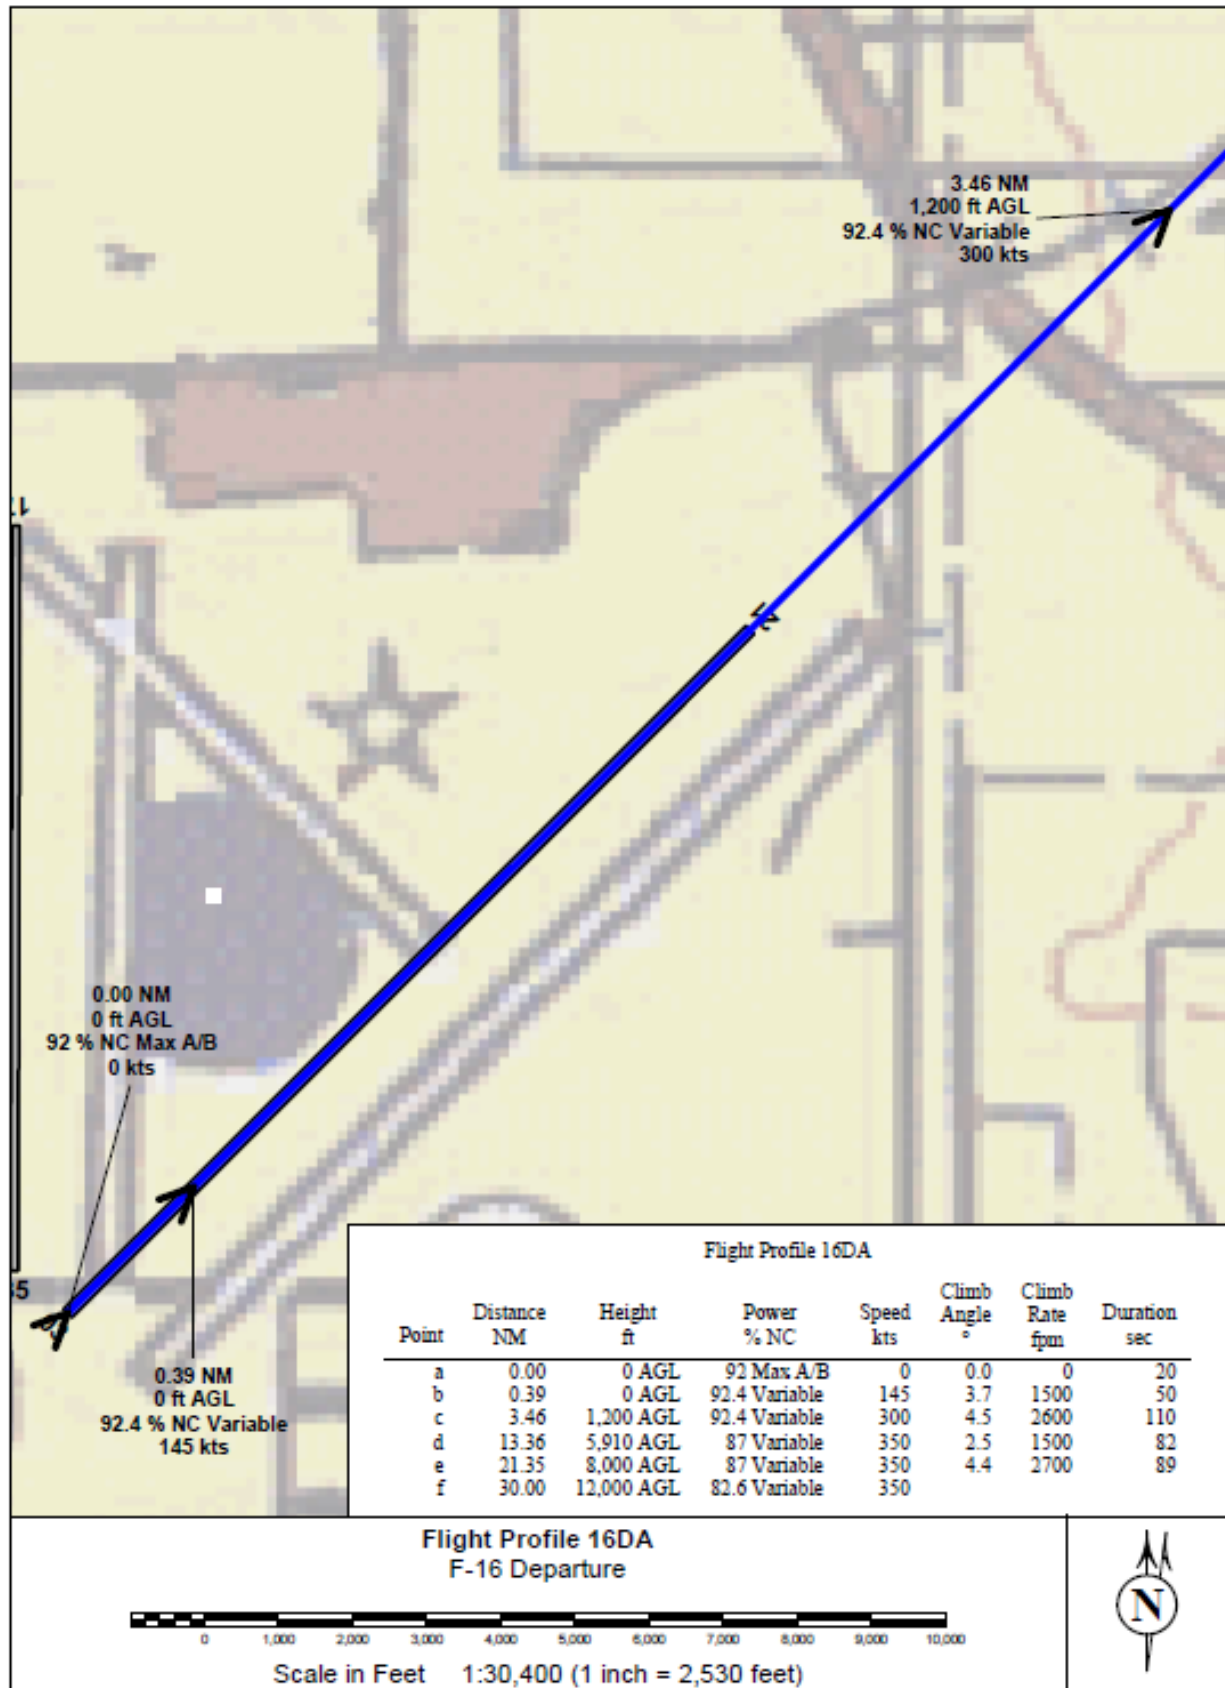 3.46 NM
1,200 ft AGL
92.4 % NC Variable
300 kts
0.00 NM
0 ft AGL
92 % NC Max A/B
0 kts
0.39 NM
0 ft AGL
92.4 % NC Variable
145 kts
Flight Profile 16DA
Point Distance NM Height ft Power % NC Speed kts Climb Angle ° Climb Rate fpm Duration sec
a 0.00 0 AGL 92 Max A/B 0 0.0 0 20
b 0.39 0 AGL 92.4 Variable 145 3.7 1500 50
c 3.46 1,200 AGL 92.4 Variable 300 4.5 2600 110
d 13.36 5,910 AGL 87 Variable 350 2.5 1500 82
e 21.35 8,000 AGL 87 Variable 350 4.4 2700 89
f 30.00 12,000 AGL 82.6 Variable 350
Flight Profile 16DA
F-16 Departure
0 1,000 2,000 3,000 4,000 5,000 6,000 7,000 8,000 9,000 10,000
Scale in Feet 1:30,400 (1 inch = 2,530 feet)
N